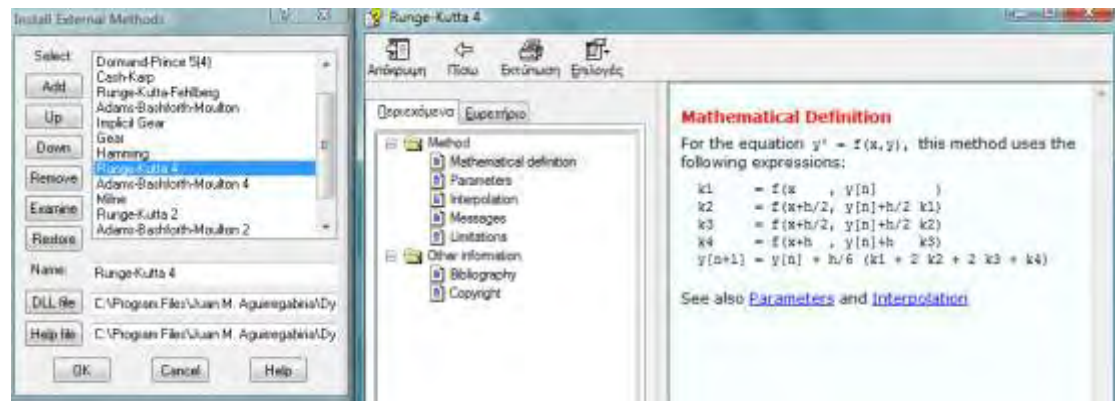 Install External Methods
Select
Add
Up
Down
Remove
Examine
Restore
Dormand-Prince 5(4)
Cash-Karp
Runge-Kutta-Fehlberg
Adams-Bashforth-Moulton
Implicit Gear
Gear
Hamming
Runge-Kutta 4
Adams-Bashforth-Moulton 4
Milne
Runge-Kutta 2
Adams-Bashforth-Moulton 2
Name: Runge-Kutta 4
DLL file C:\Program Files\Juan M. Aguirregabiria\Dy
Help file C:\Program Files\Juan M. Aguirregabiria\Dy
OK Cancel Help
Runge-Kutta 4
Απόκρυψη Πίσω Εκτύπωση Επιλογές
Περιεχόμενα Ευρετήριο
Method
Mathematical definition
Parameters
Interpolation
Messages
Limitations
Other information
Bibliography
Copyright
Mathematical Definition
For the equation y' = f(x,y), this method uses the
following expressions:
k1 = f(x , y[n] )
k2 = f(x+h/2, y[n]+h/2 k1)
k3 = f(x+h/2, y[n]+h/2 k2)
k4 = f(x+h , y[n]+h k3)
y[n+1] = y[n] + h/6 (k1 + 2 k2 + 2 k3 + k4)
See also Parameters and Interpolation